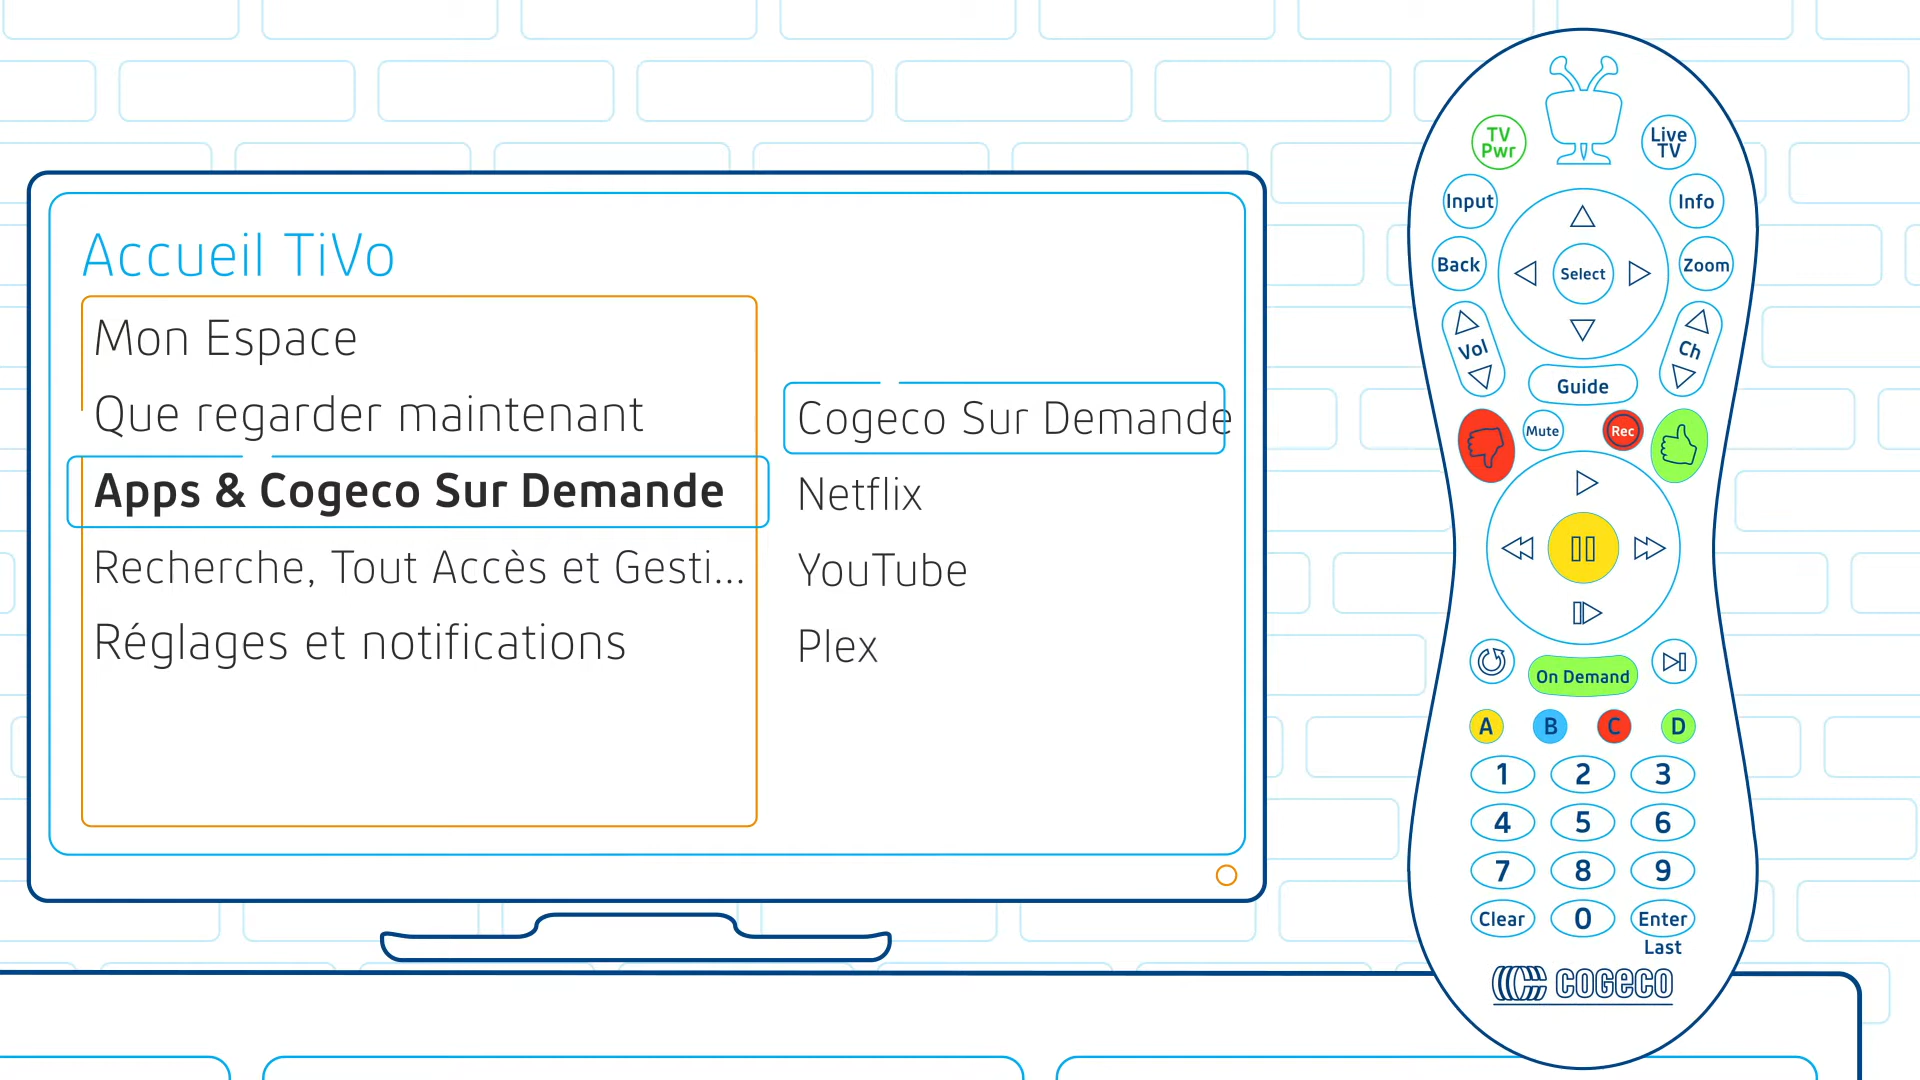 Accueil TiVo
Mon Espace
Que regarder maintenant
Apps & Cogeco Sur Demande
Recherche, Tout Accès et Gesti...
Réglages et notifications
Cogeco Sur Demande
Netflix
YouTube
Plex
TV
Pwr
Live
TV
Input
Info
Back
Select
Zoom
Vol
Ch
Guide
Mute
Rec
On Demand
A B C D
1 2 3
4 5 6
7 8 9
Clear 0 Enter
Last
COGECO